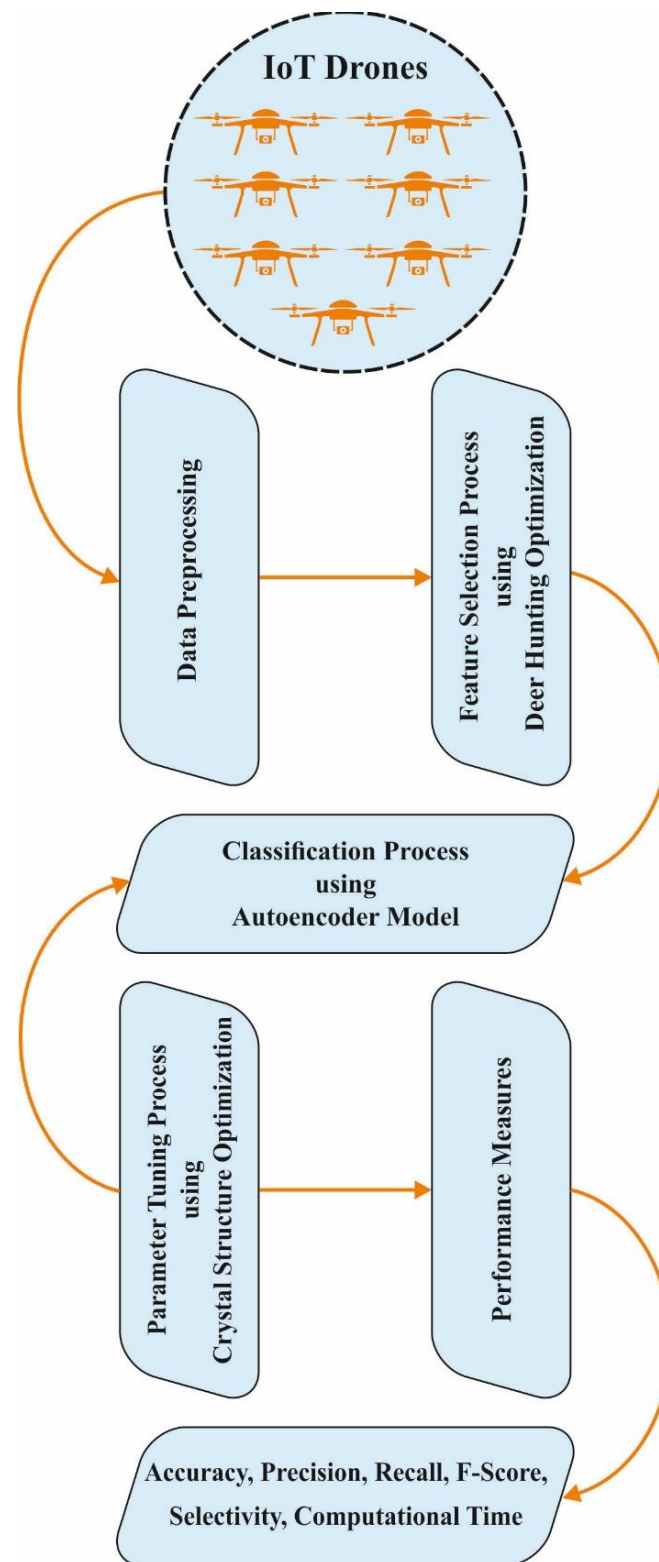 IoT Drones
Data Preprocessing
Feature Selection Process
using
Deer Hunting Optimization
Classification Process
using
Autoencoder Model
Parameter Tuning Process
using
Crystal Structure Optimization
Performance Measures
Accuracy, Precision, Recall, F-Score,
Selectivity, Computational Time